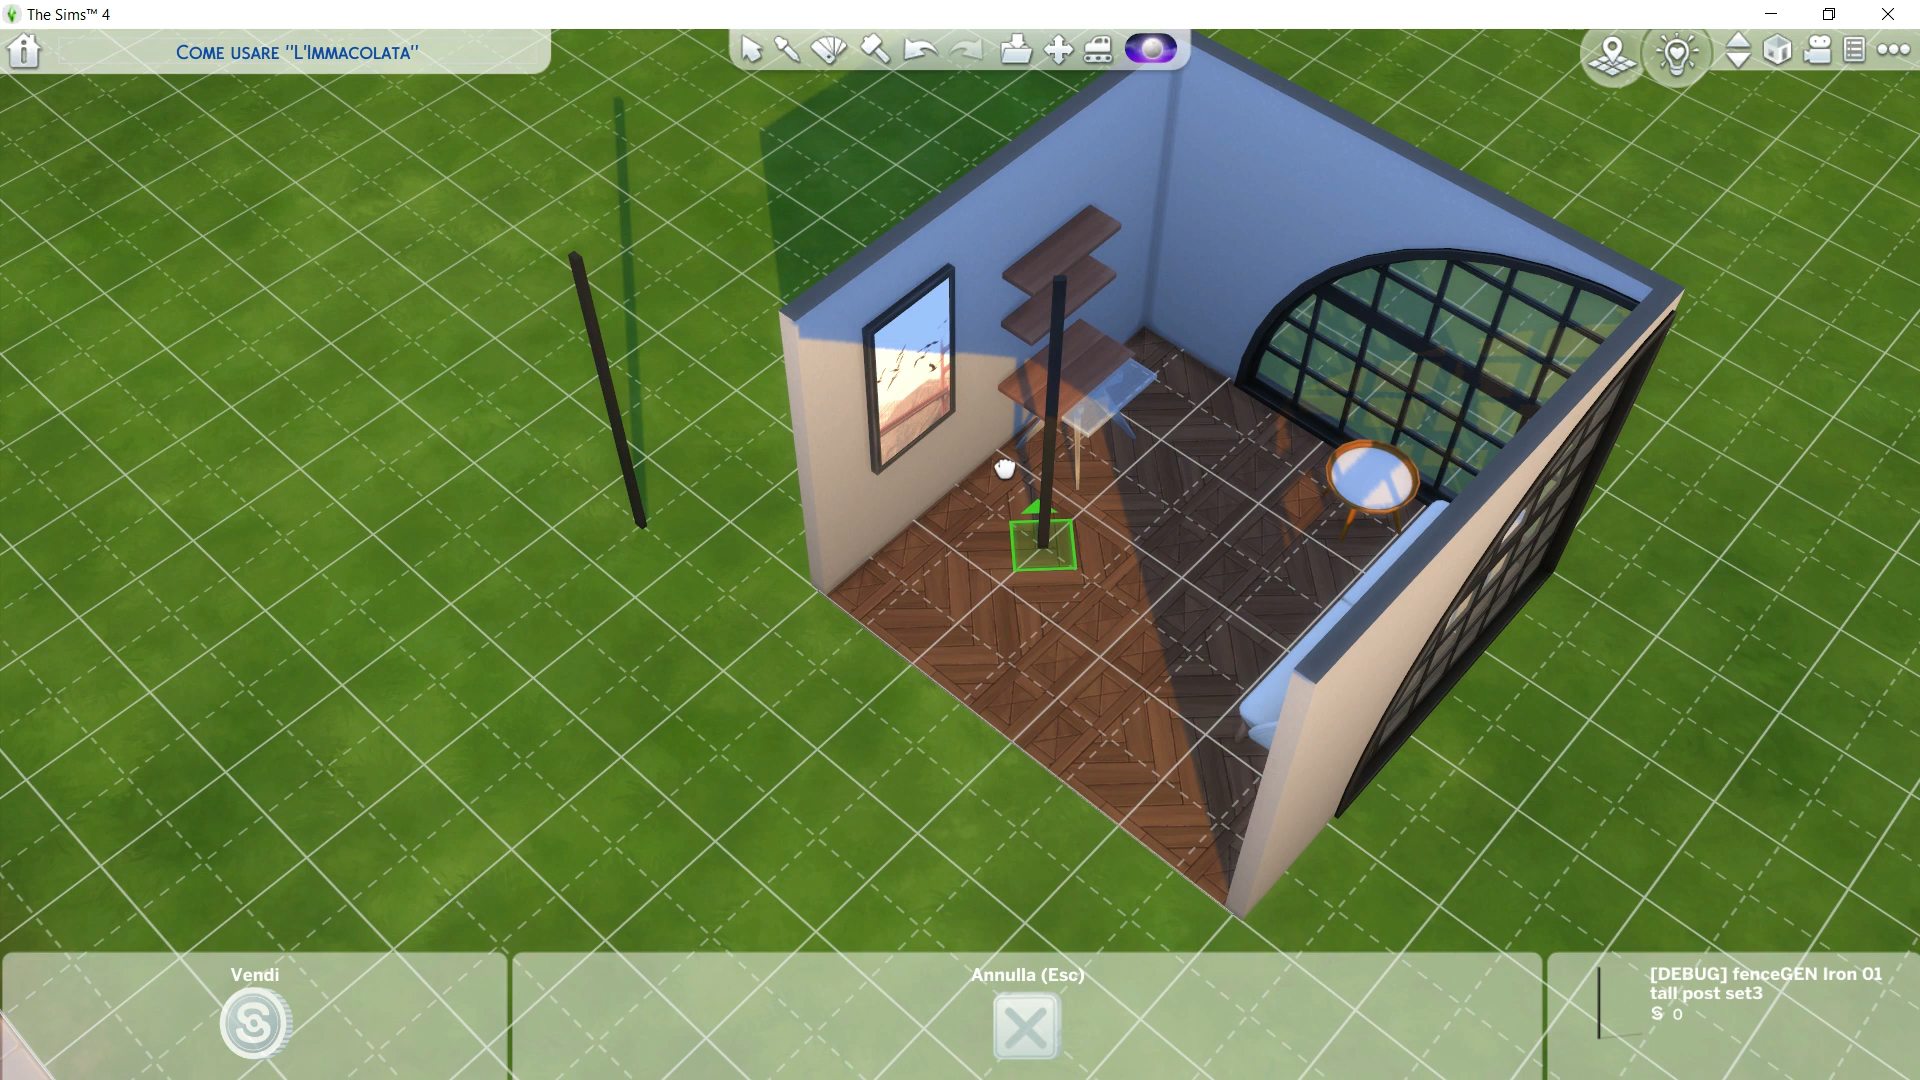 The Sims™ 4
COME USARE "L'IMMACOLATA"
Vendi
Annulla (Esc)
[DEBUG] fenceGEN Iron 01
tall post set3
§ 0